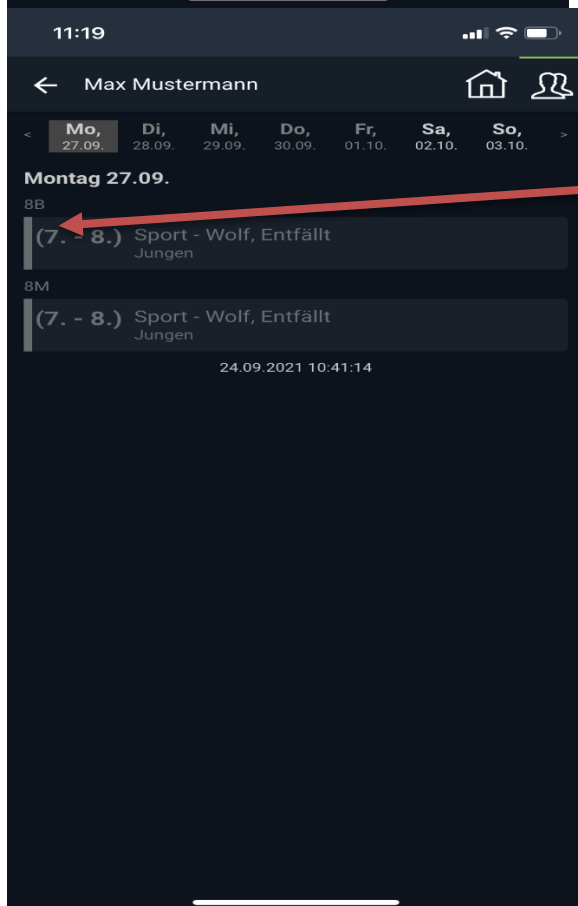 11:19
Max Mustermann
< Mo, Di, Mi, Do, Fr, Sa, So, >
27.09. 28.09. 29.09. 30.09. 01.10. 02.10. 03.10.
Montag 27.09.
8B
(7. - 8.) Sport - Wolf, Entfällt
Jungen
8M
(7. - 8.) Sport - Wolf, Entfällt
Jungen
24.09.2021 10:41:14